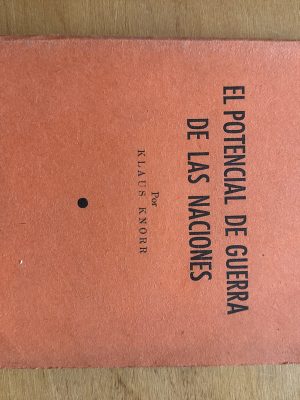 EL POTENCIAL DE GUERRA
DE LAS NACIONES
Por
KLAUS KNORR